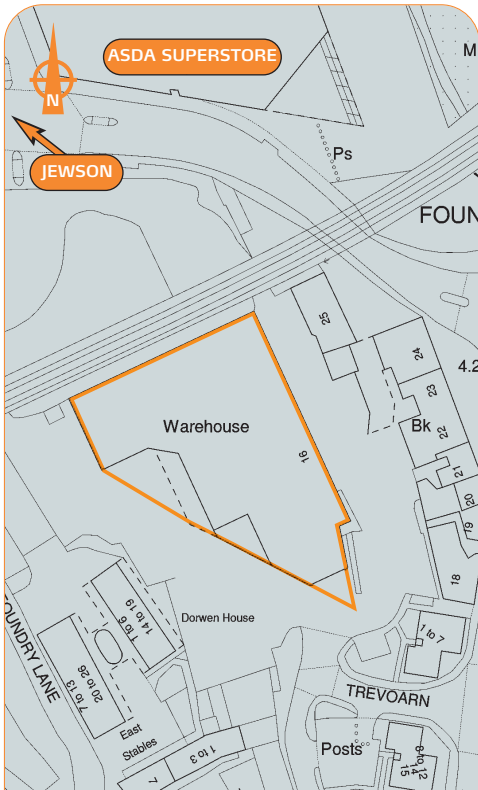 ASDA SUPERSTORE
M
N
JEWSON
Ps
FOUN
25
24
4.2
23
Warehouse
Bk
22
16
21
20
19
18
14 to 19
1 to 6
Dorwen House
1 to 7
OUNDRY LANE
20 to 26
7 to 13
TREVOARN
East
Stables
Posts
1 to 3
7
8 to 12
14
15